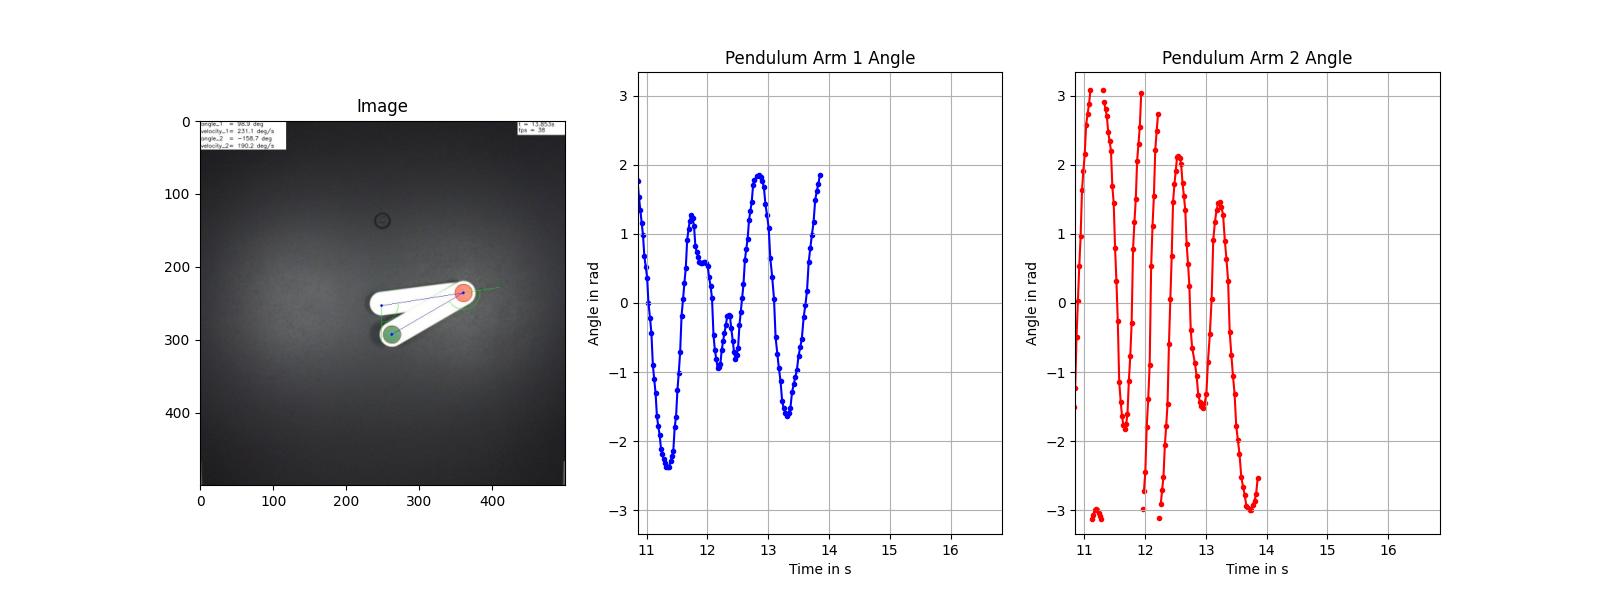 Image
angle_1 = 98.9 deg
velocity_1= 231.1 deg/s
angle_2 = -158.7 deg
velocity_2= 190.2 deg/s
t = 13.853s
fps = 38
0
100
200
300
400
0 100 200 300 400
Pendulum Arm 1 Angle
Angle in rad
3
2
1
0
−1
−2
−3
11 12 13 14 15 16
Time in s
Pendulum Arm 2 Angle
Angle in rad
3
2
1
0
−1
−2
−3
11 12 13 14 15 16
Time in s